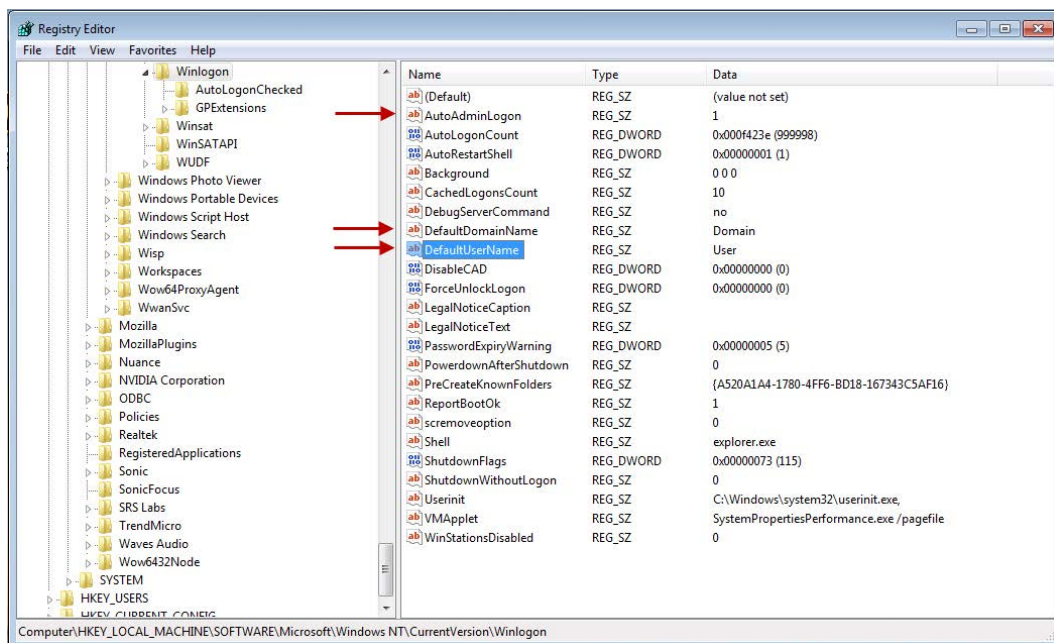 Registry Editor
File Edit View Favorites Help
Winlogon
AutoLogonChecked
GPExtensions
Winsat
WinSATAPI
WUDF
Windows Photo Viewer
Windows Portable Devices
Windows Script Host
Windows Search
Wisp
Workspaces
Wow64ProxyAgent
WwanSvc
Mozilla
MozillaPlugins
Nuance
NVIDIA Corporation
ODBC
Policies
Realtek
RegisteredApplications
Sonic
SonicFocus
SRS Labs
TrendMicro
Waves Audio
Wow6432Node
SYSTEM
HKEY_USERS
HKEY_CURRENT_CONFIG
Name Type Data
(Default) REG_SZ (value not set)
AutoAdminLogon REG_SZ 1
AutoLogonCount REG_DWORD 0x000f423e (999998)
AutoRestartShell REG_DWORD 0x00000001 (1)
Background REG_SZ 0 0 0
CachedLogonsCount REG_SZ 10
DebugServerCommand REG_SZ no
DefaultDomainName REG_SZ Domain
DefaultUserName REG_SZ User
DisableCAD REG_DWORD 0x00000000 (0)
ForceUnlockLogon REG_DWORD 0x00000000 (0)
LegalNoticeCaption REG_SZ
LegalNoticeText REG_SZ
PasswordExpiryWarning REG_DWORD 0x00000005 (5)
PowerdownAfterShutdown REG_SZ 0
PreCreateKnownFolders REG_SZ {A520A1A4-1780-4FF6-BD18-167343C5AF16}
ReportBootOk REG_SZ 1
scremoveoption REG_SZ 0
Shell REG_SZ explorer.exe
ShutdownFlags REG_DWORD 0x00000073 (115)
ShutdownWithoutLogon REG_SZ 0
Userinit REG_SZ C:\Windows\system32\userinit.exe,
VMApplet REG_SZ SystemPropertiesPerformance.exe /pagefile
WinStationsDisabled REG_SZ 0
Computer\HKEY_LOCAL_MACHINE\SOFTWARE\Microsoft\Windows NT\CurrentVersion\Winlogon